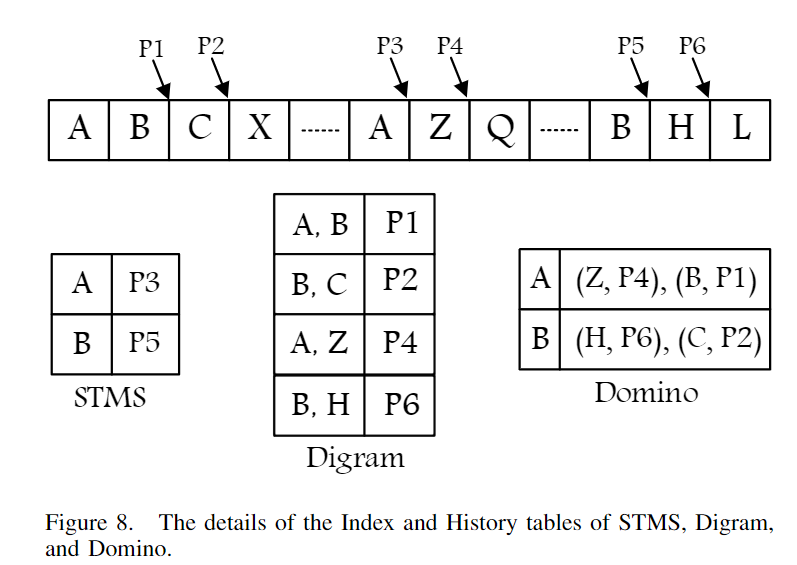 P1 P2 P3 P4 P5 P6
A B C X ...... A Z Q ...... B H L
A P3
B P5
STMS
A, B P1
B, C P2
A, Z P4
B, H P6
Digram
A (Z, P4), (B, P1)
B (H, P6), (C, P2)
Domino
Figure 8. The details of the Index and History tables of STMS, Digram,
and Domino.